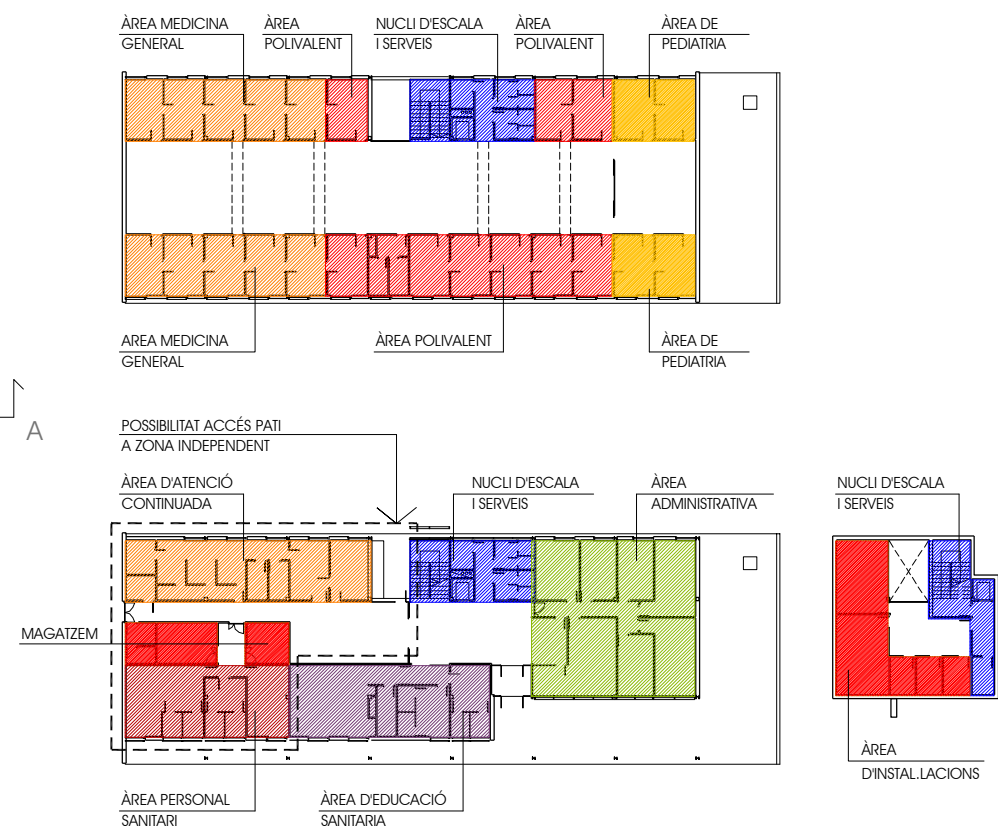 ÀREA MEDICINA
GENERAL
ÀREA
POLIVALENT
NUCLI D'ESCALA
I SERVEIS
ÀREA
POLIVALENT
ÀREA DE
PEDIATRIA
AREA MEDICINA
GENERAL
ÀREA POLIVALENT
ÀREA DE
PEDIATRIA
A
POSSIBILITAT ACCÉS PATI
A ZONA INDEPENDENT
ÀREA D'ATENCIÓ
CONTINUADA
NUCLI D'ESCALA
I SERVEIS
ÀREA
ADMINISTRATIVA
NUCLI D'ESCALA
I SERVEIS
MAGATZEM
ÀREA
D'INSTAL.LACIONS
ÀREA PERSONAL
SANITARI
ÀREA D'EDUCACIÓ
SANITARIA